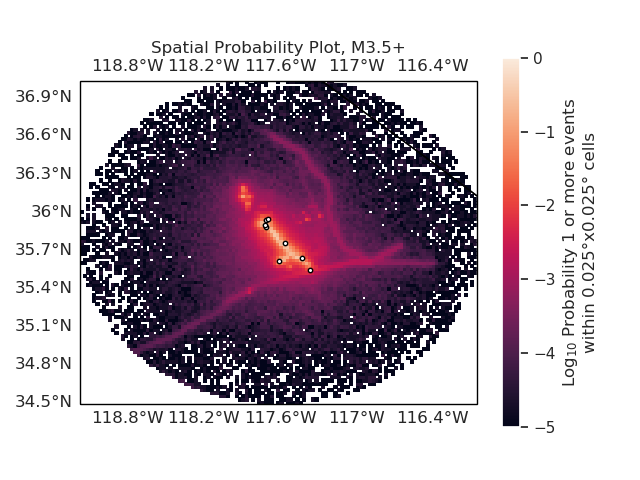 Spatial Probability Plot, M3.5+
118.8°W 118.2°W 117.6°W 117°W 116.4°W
36.9°N
36.6°N
36.3°N
36°N
35.7°N
35.4°N
35.1°N
34.8°N
34.5°N
118.8°W 118.2°W 117.6°W 117°W 116.4°W
0
−1
−2
−3
−4
−5
Log₁₀ Probability 1 or more events
within 0.025°x0.025° cells